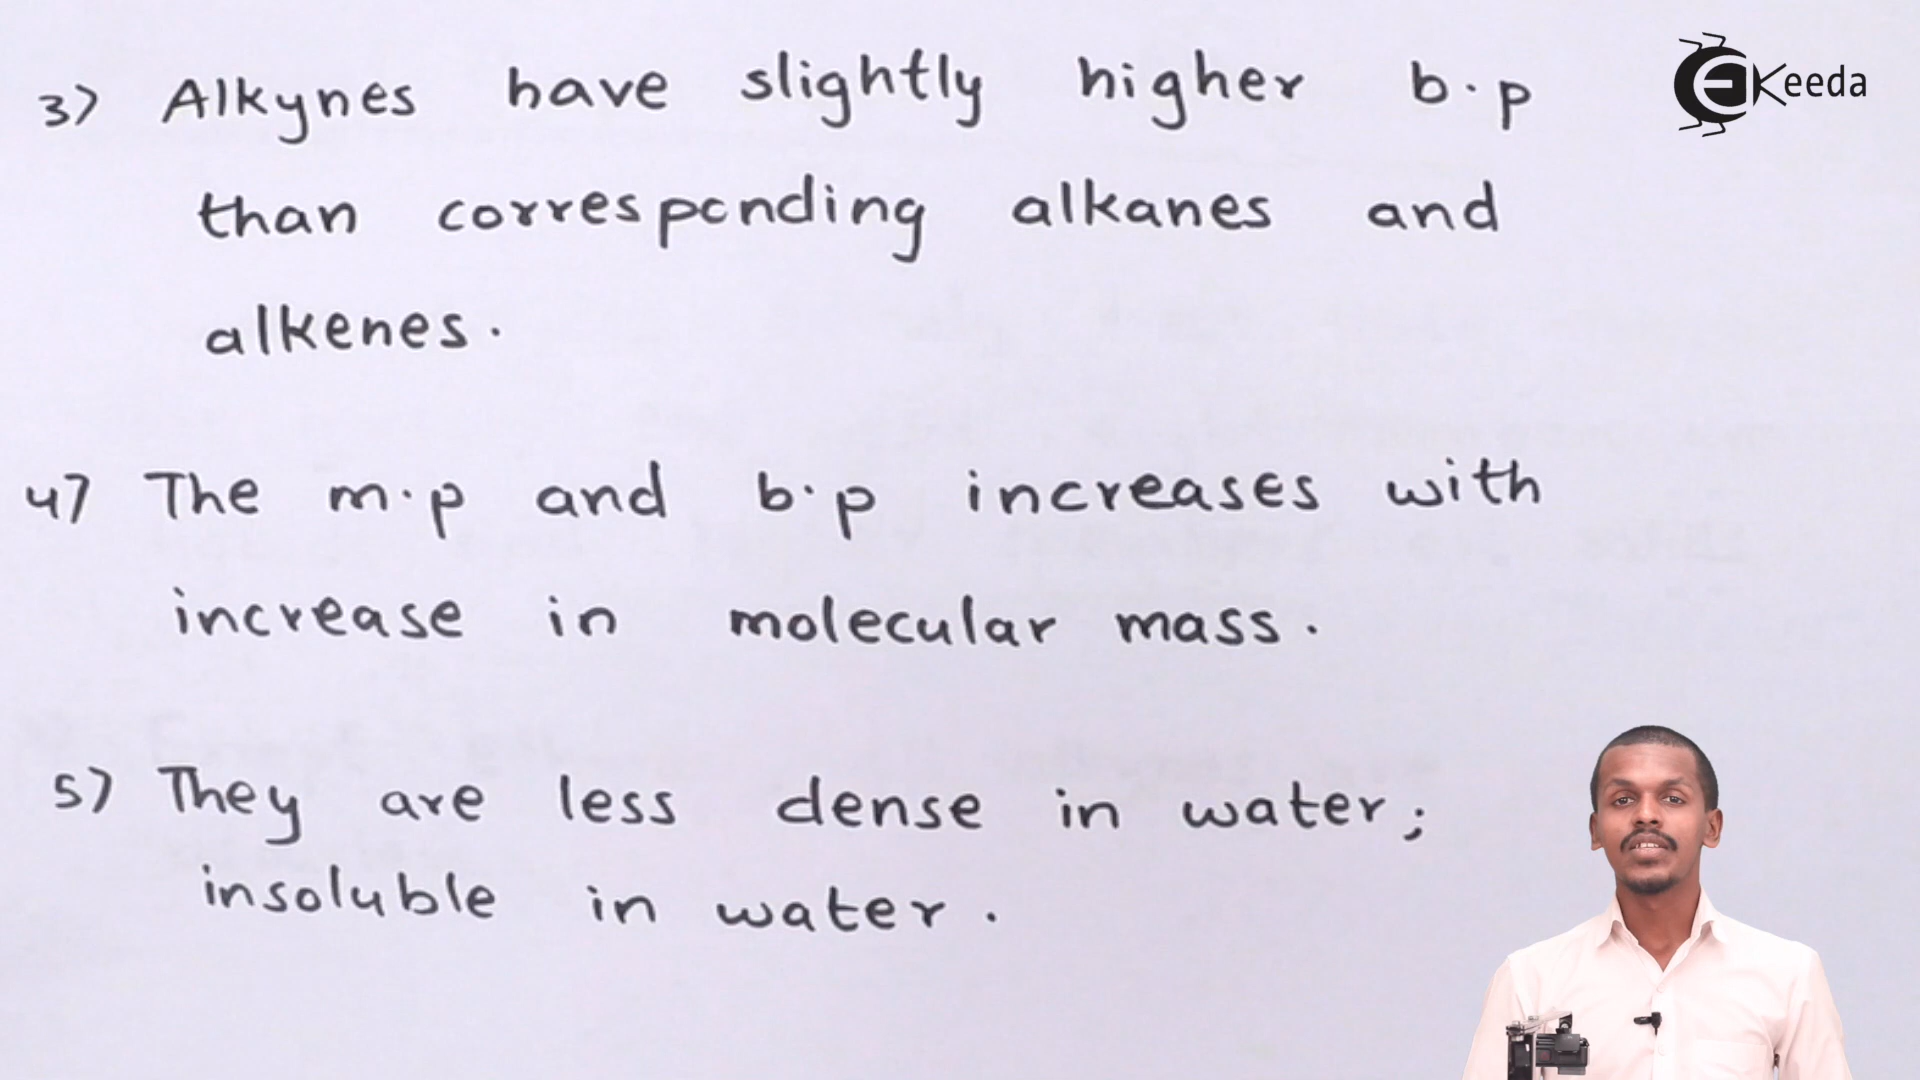 3) Alkynes have slightly higher b.p
than corresponding alkanes and
alkenes.
4) The m.p and b.p increases with
increase in molecular mass.
5) They are less dense in water;
insoluble in water.
EKeeda